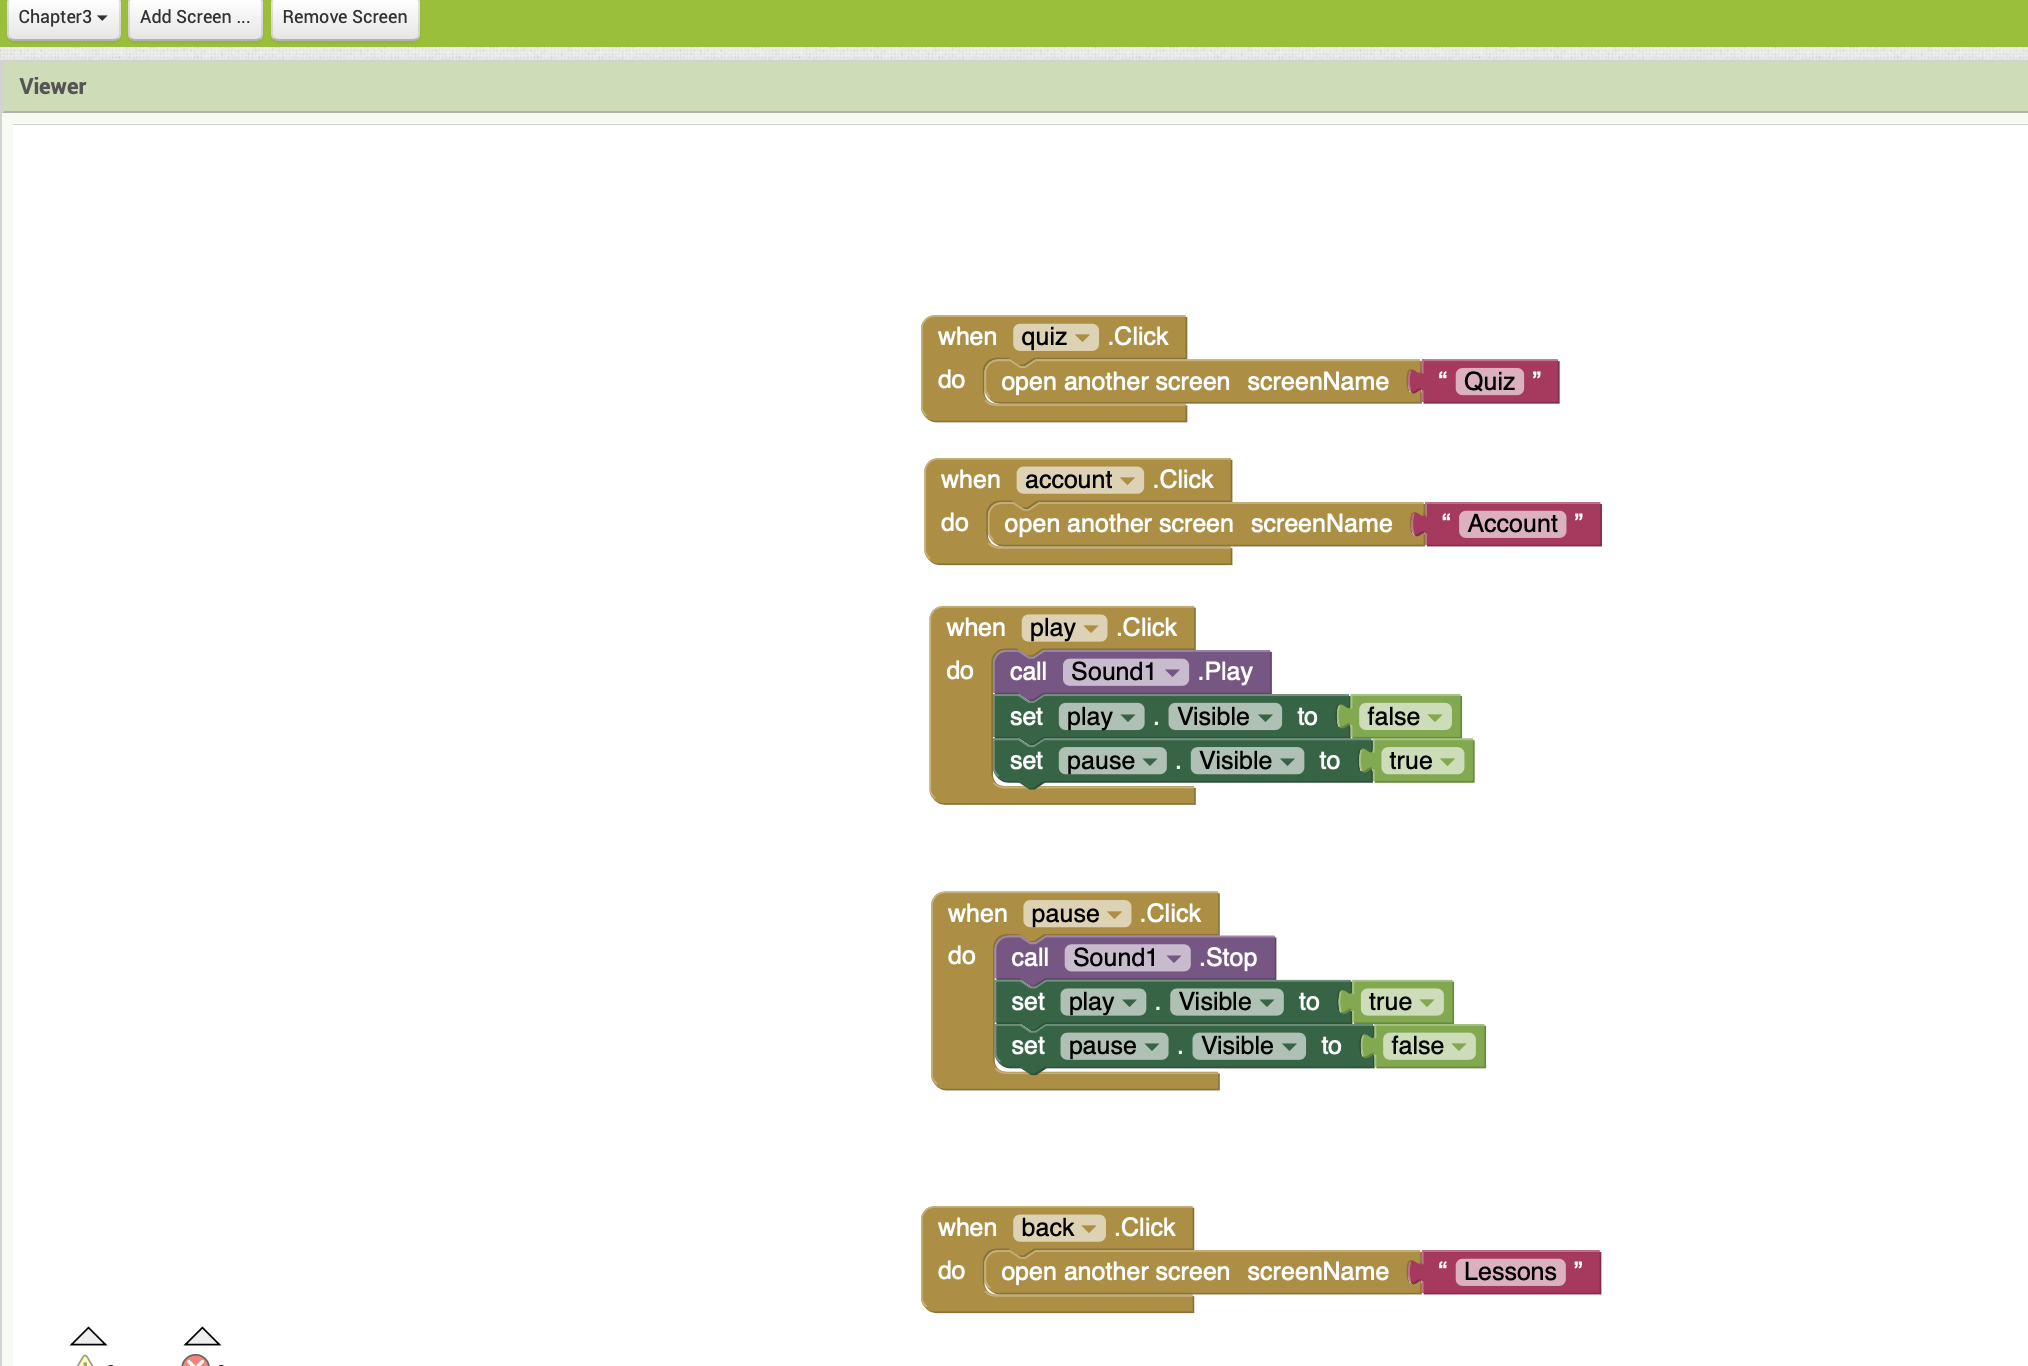 Chapter3 Add Screen ... Remove Screen
Viewer
when quiz .Click
do open another screen screenName “ Quiz ”
when account .Click
do open another screen screenName “ Account ”
when play .Click
do call Sound1 .Play
set play . Visible to false
set pause . Visible to true
when pause .Click
do call Sound1 .Stop
set play . Visible to true
set pause . Visible to false
when back .Click
do open another screen screenName “ Lessons ”